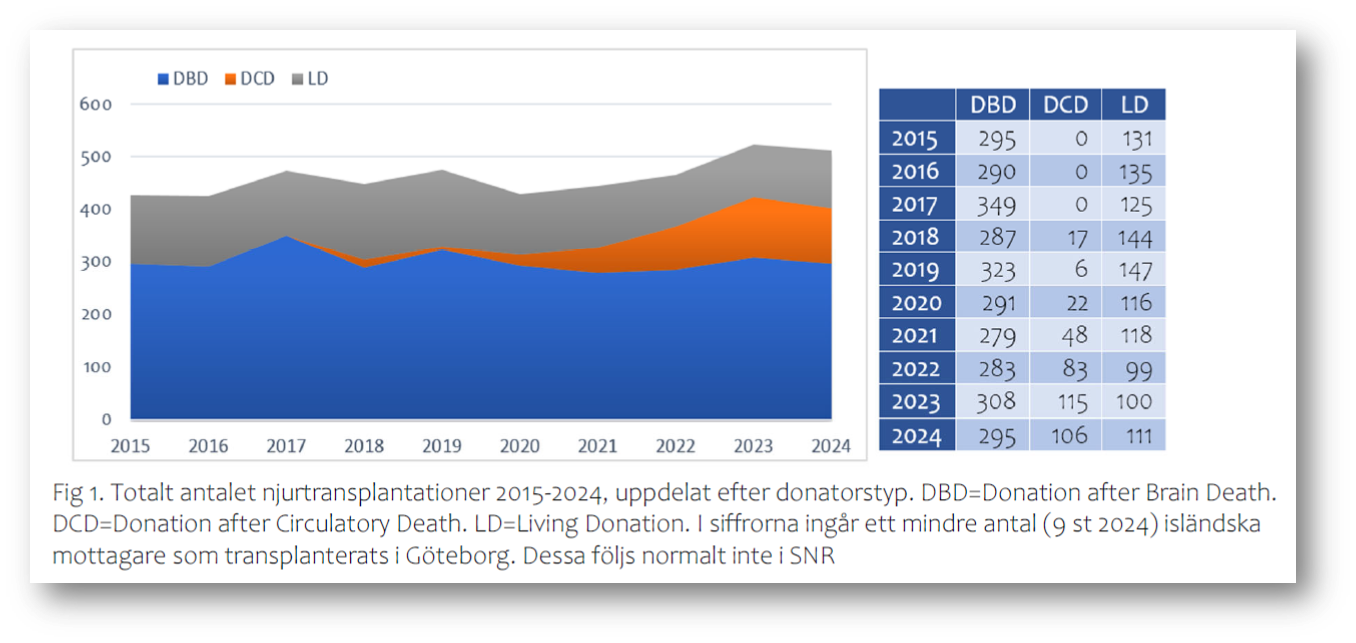 DBD DCD LD
600
500
400
300
200
100
0
2015 2016 2017 2018 2019 2020 2021 2022 2023 2024
DBD DCD LD
2015 295 0 131
2016 290 0 135
2017 349 0 125
2018 287 17 144
2019 323 6 147
2020 291 22 116
2021 279 48 118
2022 283 83 99
2023 308 115 100
2024 295 106 111
Fig 1. Totalt antalet njurtransplantationer 2015-2024, uppdelat efter donatorstyp. DBD=Donation after Brain Death.
DCD=Donation after Circulatory Death. LD=Living Donation. I siffrorna ingår ett mindre antal (9 st 2024) isländska
mottagare som transplanterats i Göteborg. Dessa följs normalt inte i SNR